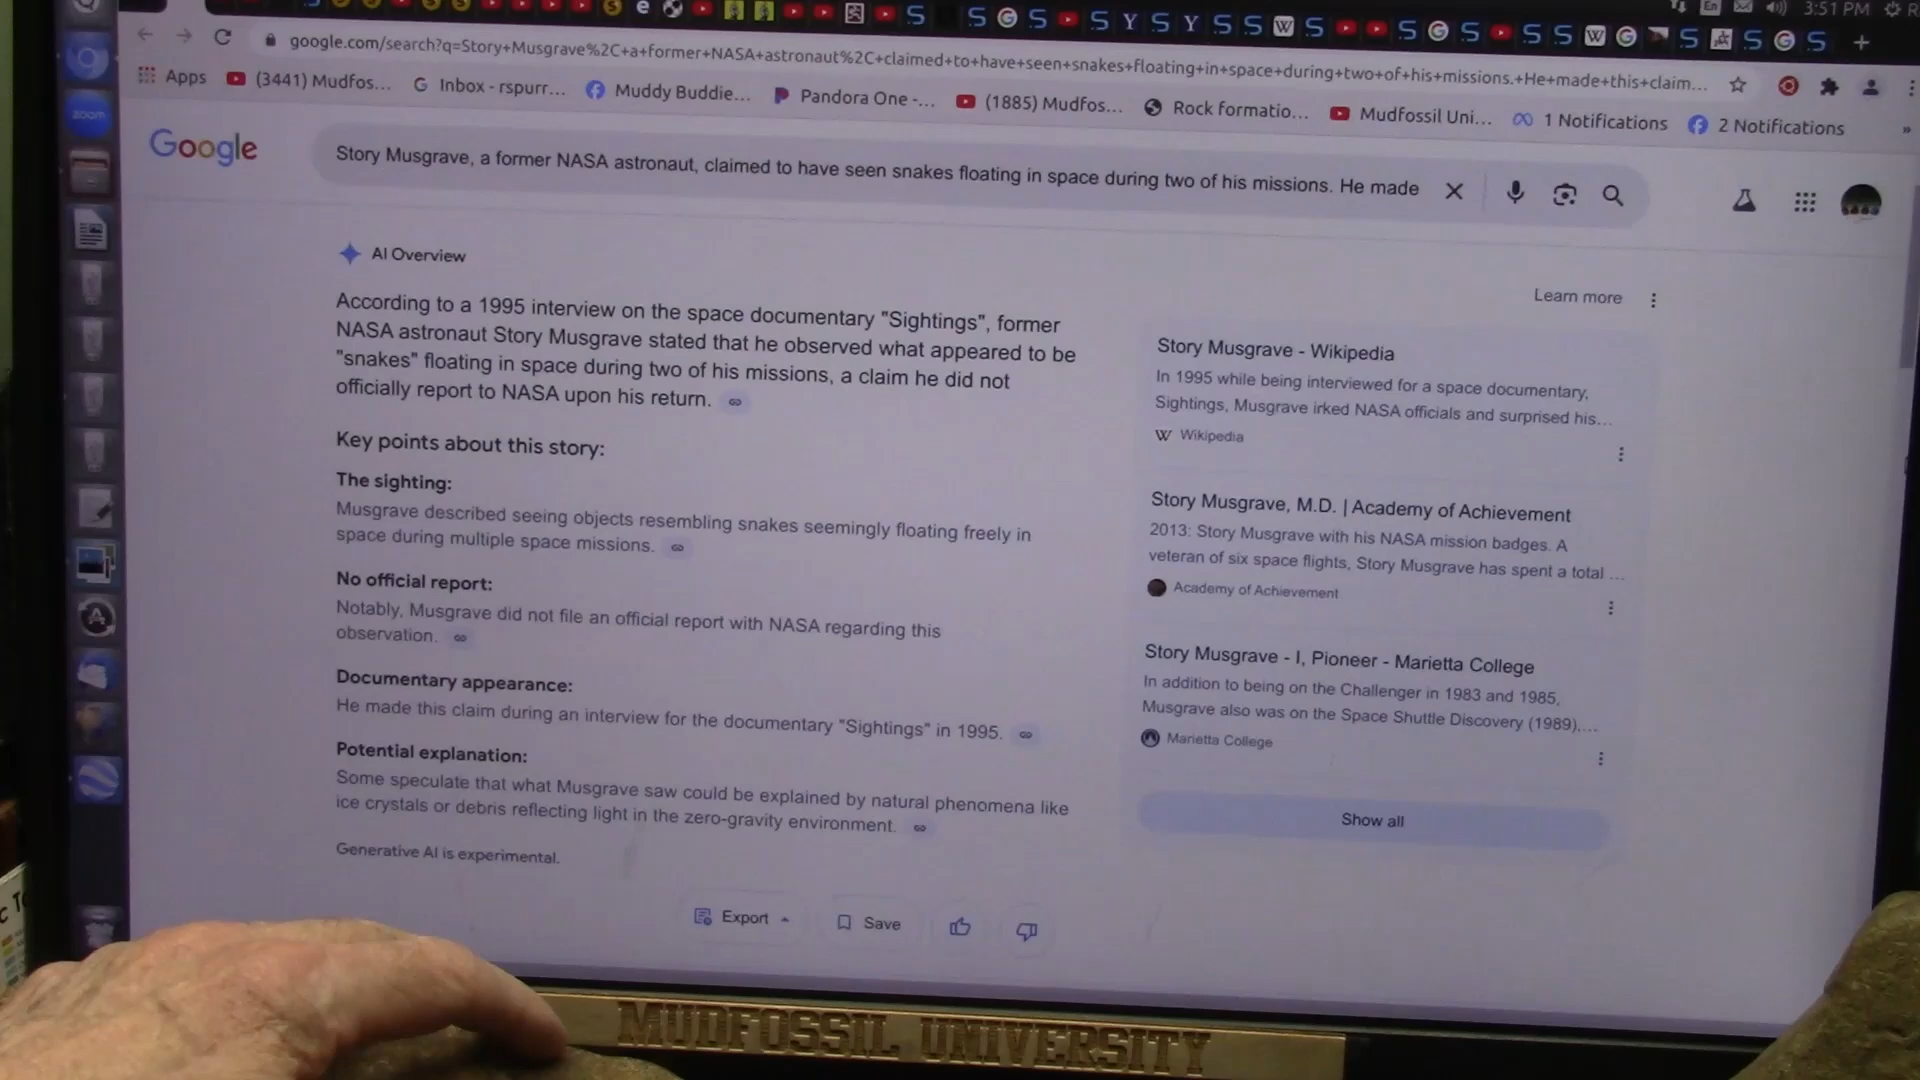 3:51 PM
google.com/search?q=Story+Musgrave%2C+a+former+NASA+astronaut%2C+claimed+to+have+seen+snakes+floating+in+space+during+two+of+his+missions.+He+made+this+claim...
Apps (3441) Mudfos... Inbox - rspurr... Muddy Buddie... Pandora One -... (1885) Mudfos... Rock formatio... Mudfossil Uni... 1 Notifications 2 Notifications »
Google
Story Musgrave, a former NASA astronaut, claimed to have seen snakes floating in space during two of his missions. He made
zoom
AI Overview
Learn more
According to a 1995 interview on the space documentary "Sightings", former
NASA astronaut Story Musgrave stated that he observed what appeared to be
"snakes" floating in space during two of his missions, a claim he did not
officially report to NASA upon his return.
Key points about this story:
The sighting:
Musgrave described seeing objects resembling snakes seemingly floating freely in
space during multiple space missions.
No official report:
Notably, Musgrave did not file an official report with NASA regarding this
observation.
Documentary appearance:
He made this claim during an interview for the documentary "Sightings" in 1995.
Potential explanation:
Some speculate that what Musgrave saw could be explained by natural phenomena like
ice crystals or debris reflecting light in the zero-gravity environment.
Generative AI is experimental.
Export
Save
Story Musgrave - Wikipedia
In 1995 while being interviewed for a space documentary,
Sightings, Musgrave irked NASA officials and surprised his...
W Wikipedia
Story Musgrave, M.D. | Academy of Achievement
2013: Story Musgrave with his NASA mission badges. A
veteran of six space flights, Story Musgrave has spent a total ...
Academy of Achievement
Story Musgrave - I, Pioneer - Marietta College
In addition to being on the Challenger in 1983 and 1985,
Musgrave also was on the Space Shuttle Discovery (1989),...
Marietta College
Show all
MUDFOSSIL UNIVERSITY